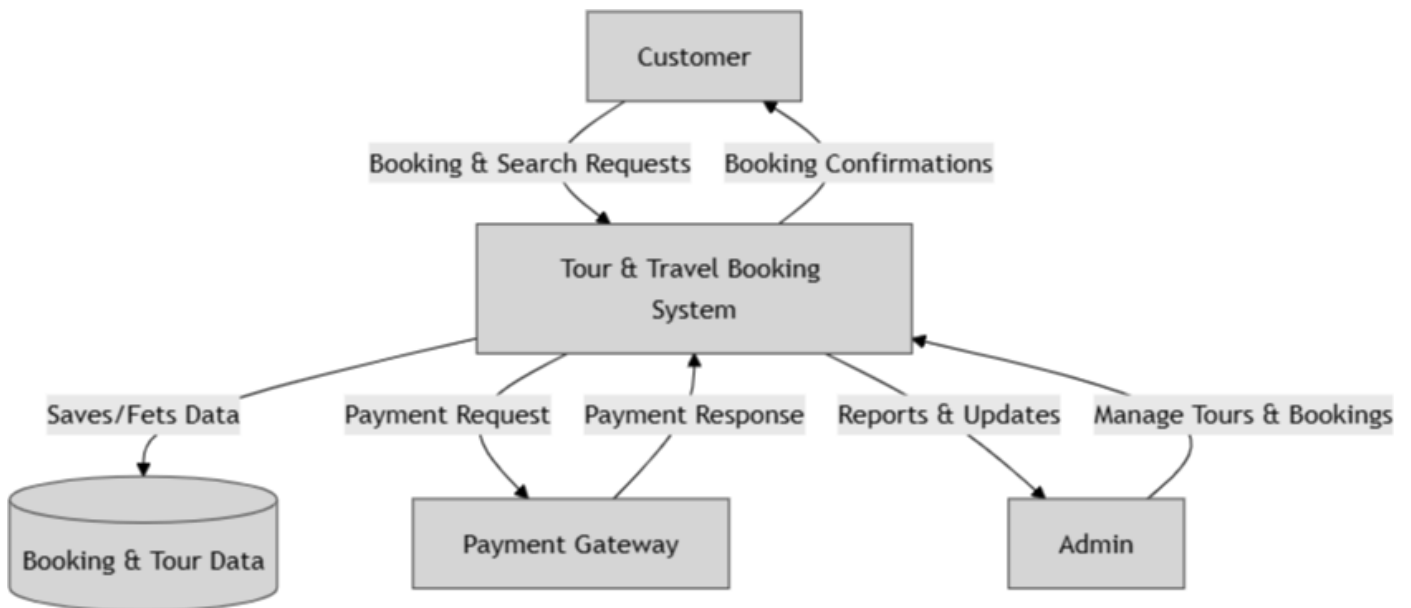 Customer
Booking & Search Requests
Booking Confirmations
Tour & Travel Booking
System
Saves/Fets Data
Payment Request
Payment Response
Reports & Updates
Manage Tours & Bookings
Booking & Tour Data
Payment Gateway
Admin